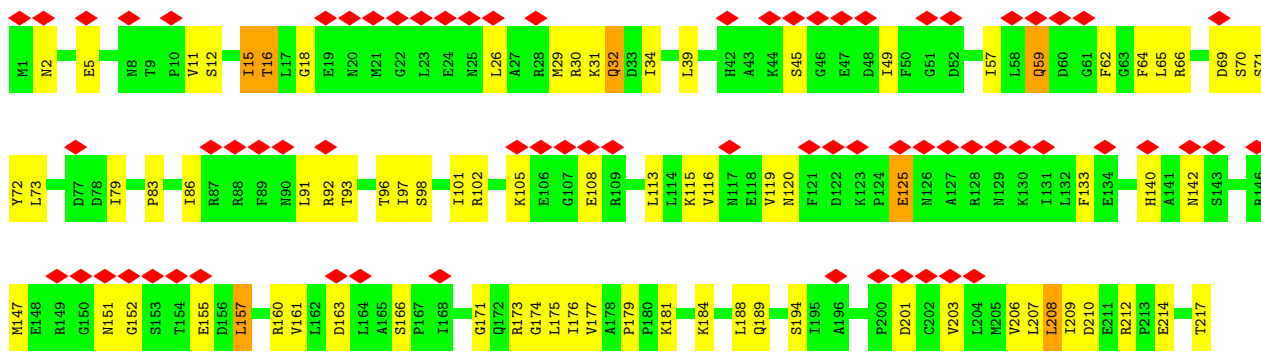 M1 N2 E5 N8 T9 P10 V11 S12 I15 T16 L17 G18 E19 N20 M21 G22 L23 E24 N25 L26 A27 R28 M29 R30 K31 Q32 D33 I34 L39 H42 A43 K44 S45 G46 E47 D48 I49 F50 G51 D52 I57 L58 Q59 D60 G61 F62 G63 F64 L65 R66 D69 S70 S71
Y72 L73 D77 D78 I79 P83 I86 R87 R88 F89 N90 L91 R92 T93 T96 I97 S98 I101 R102 K105 E106 G107 E108 R109 L113 L114 K115 V116 N117 E118 V119 N120 F121 D122 K123 P124 E125 N126 A127 R128 N129 K130 I131 L132 F133 E134 H140 A141 N142 S143 R146
M147 E148 R149 G150 N151 G152 S153 T154 E155 D156 L157 R160 V161 L162 D163 L164 A165 S166 P167 I168 G171 Q172 R173 G174 L175 I176 V177 A178 P179 P180 K181 K184 L188 Q189 S194 I195 A196 P200 D201 C202 V203 L204 M205 V206 L207 L208 I209 D210 E211 R212 P213 E214 T217